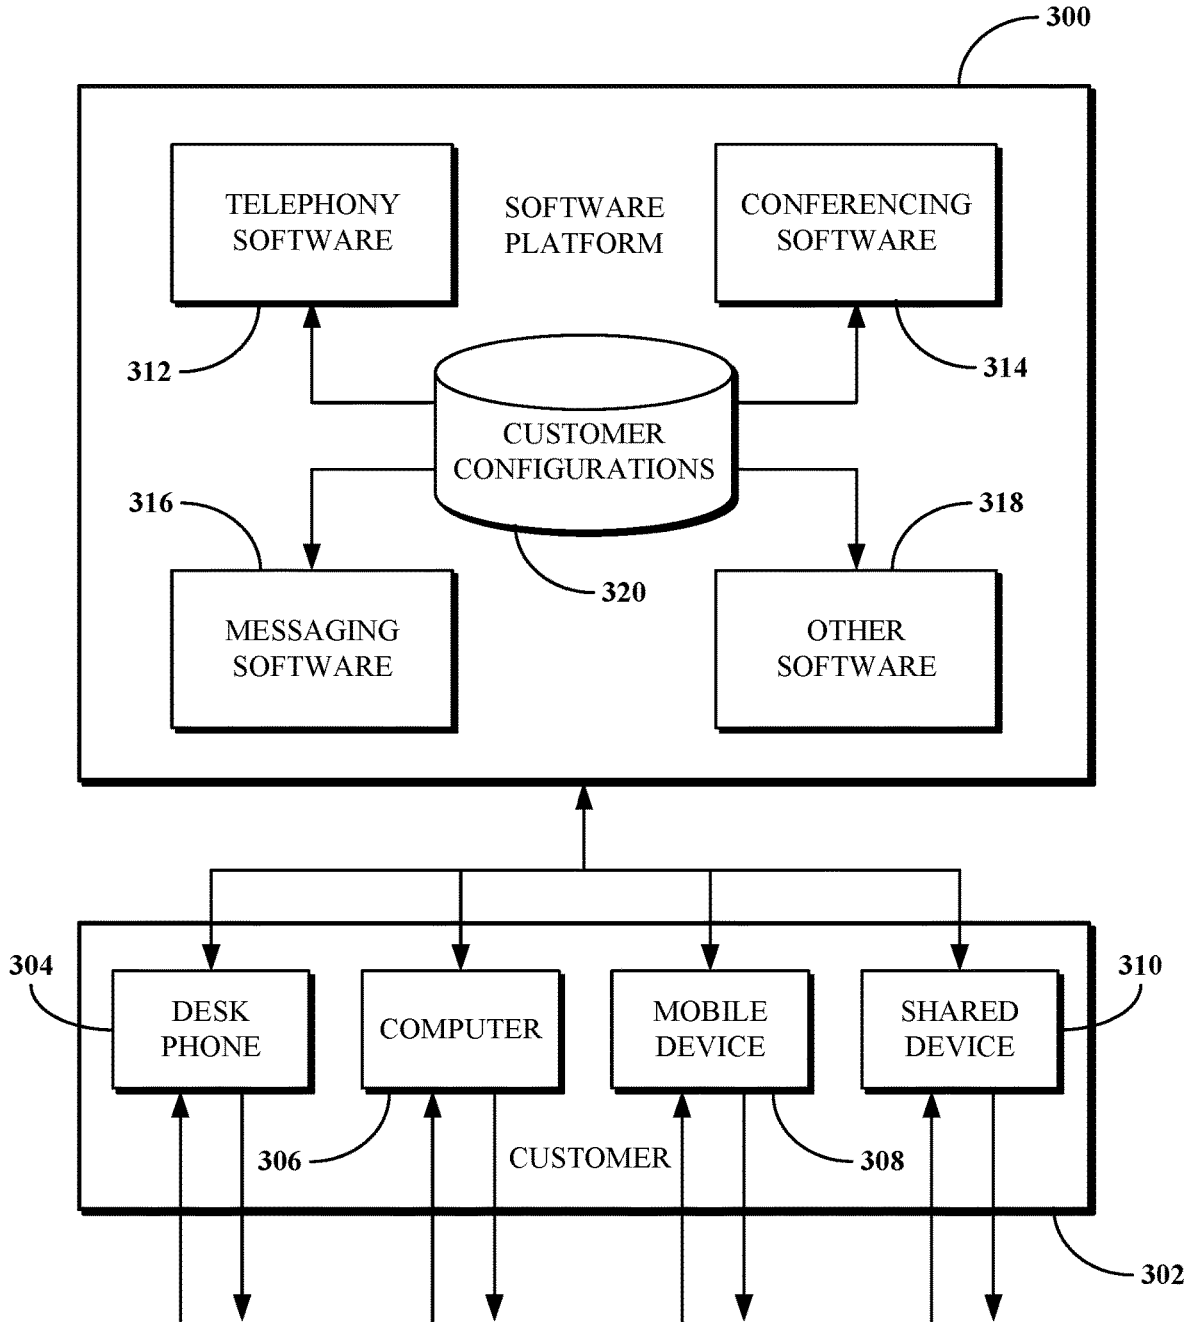 300
TELEPHONY
SOFTWARE
SOFTWARE
PLATFORM
CONFERENCING
SOFTWARE
312
314
CUSTOMER
CONFIGURATIONS
316
318
320
MESSAGING
SOFTWARE
OTHER
SOFTWARE
304
310
DESK
PHONE
COMPUTER
MOBILE
DEVICE
SHARED
DEVICE
306
CUSTOMER
308
302